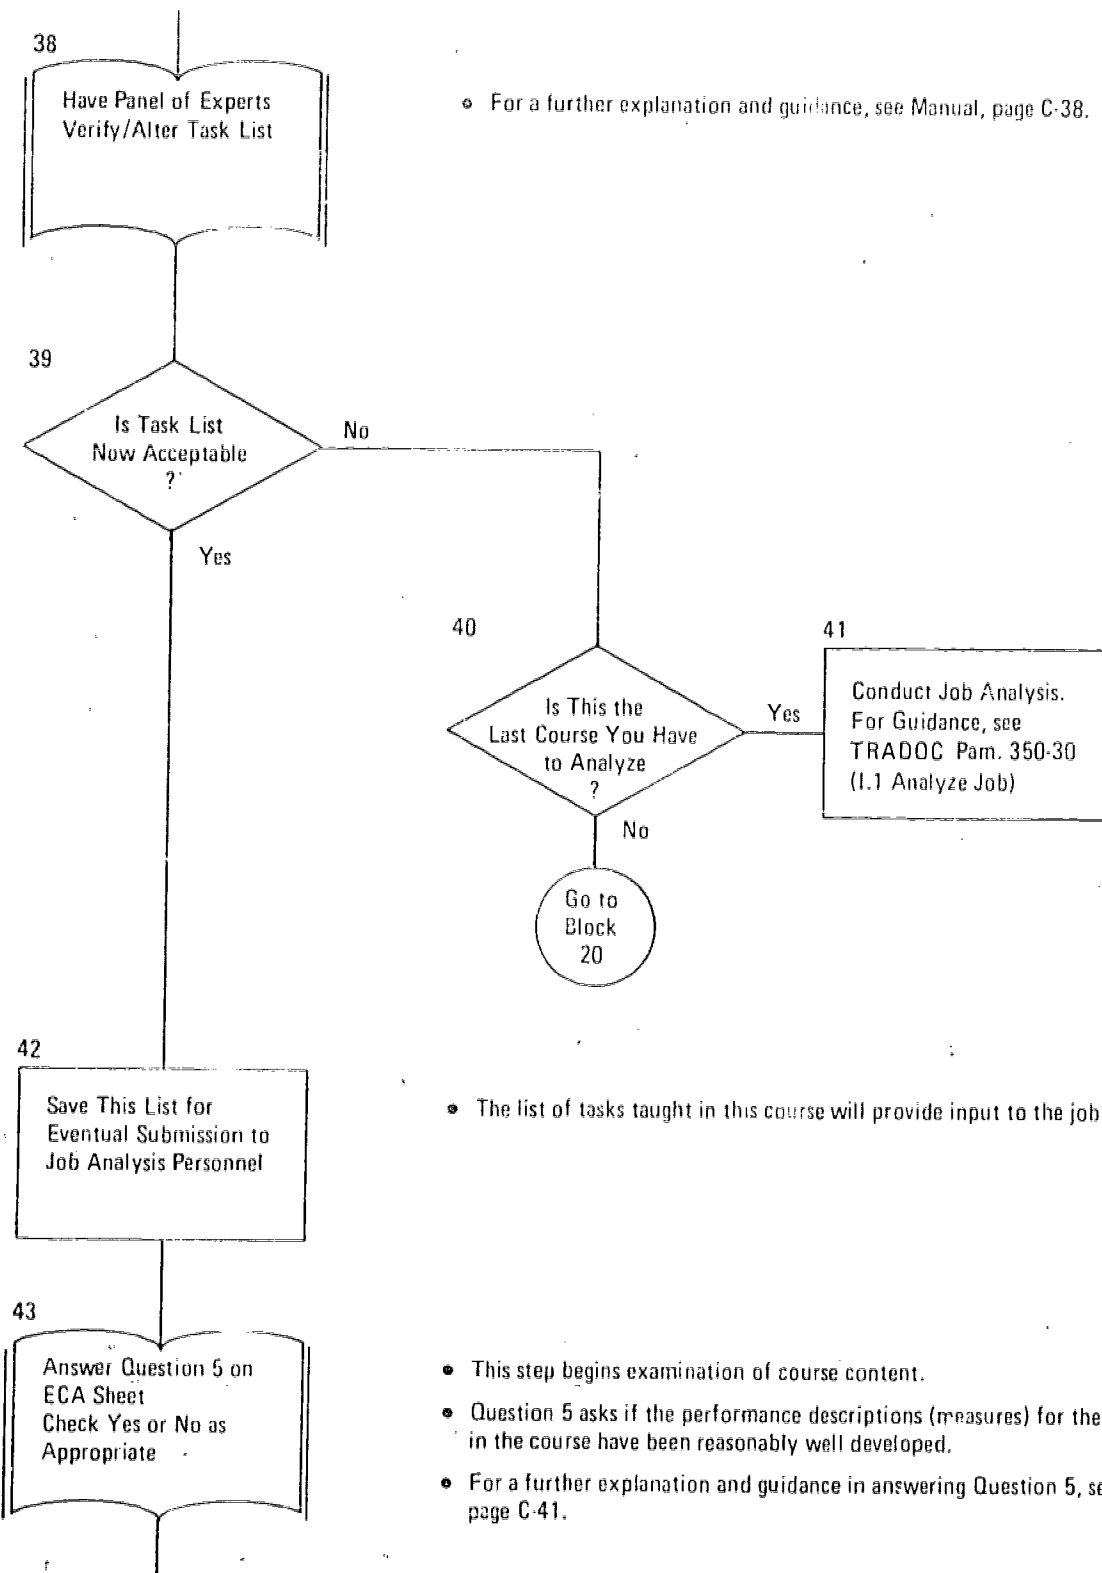 38
Have Panel of Experts
Verify/Alter Task List
• For a further explanation and guidance, see Manual, page C-38.
39
Is Task List
Now Acceptable
?
No
Yes
40
Is This the
Last Course You Have
to Analyze
?
Yes
No
41
Conduct Job Analysis.
For Guidance, see
TRADOC Pam. 350-30
(I.1 Analyze Job)
Go to
Block
20
42
Save This List for
Eventual Submission to
Job Analysis Personnel
• The list of tasks taught in this course will provide input to the job
43
Answer Question 5 on
ECA Sheet
Check Yes or No as
Appropriate
• This step begins examination of course content.
• Question 5 asks if the performance descriptions (measures) for the
in the course have been reasonably well developed.
• For a further explanation and guidance in answering Question 5, se
page C-41.